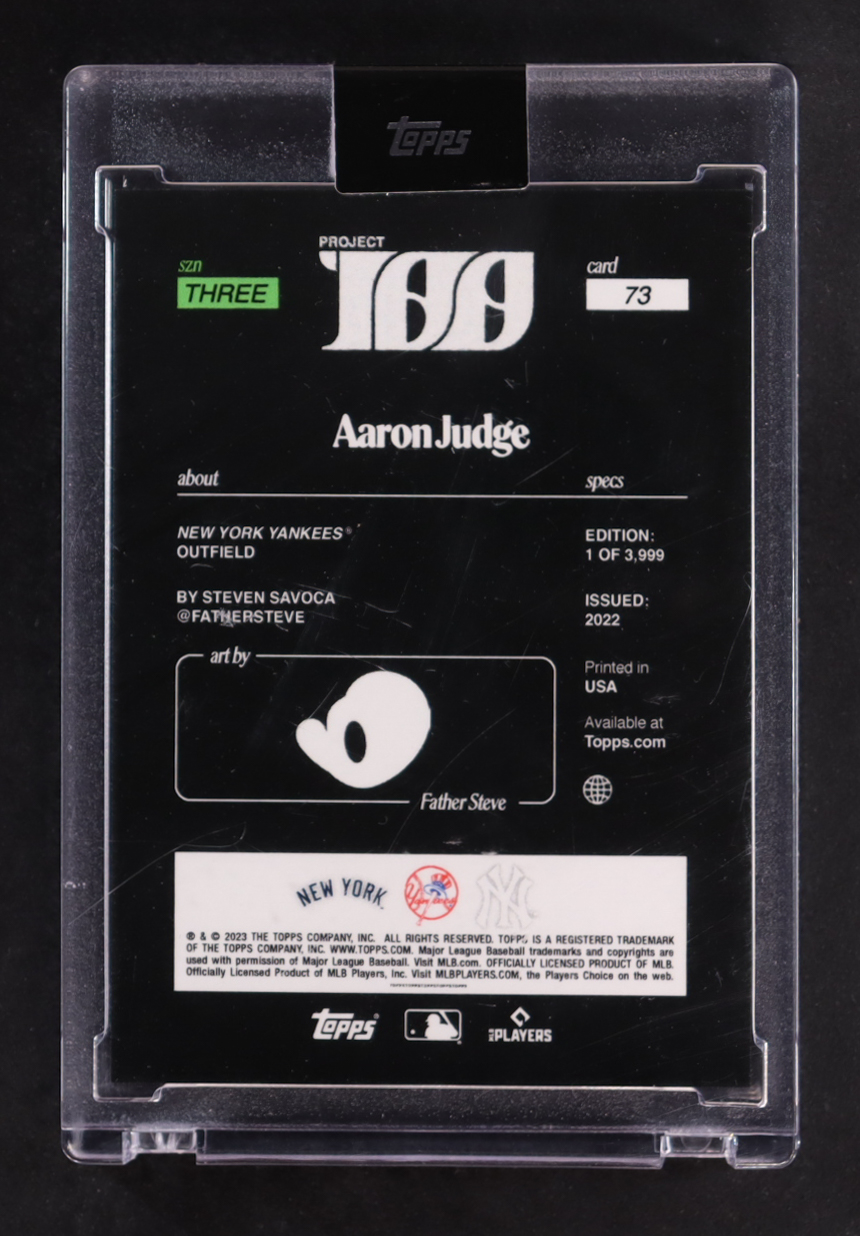 Topps
szn
THREE
PROJECT
100
card
73
Aaron Judge
about
specs
NEW YORK YANKEES®
OUTFIELD
EDITION:
1 OF 3,999
BY STEVEN SAVOCA
@FATHERSTEVE
ISSUED:
2022
art by
Father Steve
Printed in
USA
Available at
Topps.com
NEW YORK
Yankees
NY
® & © 2023 THE TOPPS COMPANY, INC. ALL RIGHTS RESERVED. TOPPS IS A REGISTERED TRADEMARK
OF THE TOPPS COMPANY, INC. WWW.TOPPS.COM. Major League Baseball trademarks and copyrights are
used with permission of Major League Baseball. Visit MLB.com. OFFICIALLY LICENSED PRODUCT OF MLB.
Officially Licensed Product of MLB Players, Inc. Visit MLBPLAYERS.COM, the Players Choice on the web.
Topps®
MLB PLAYERS